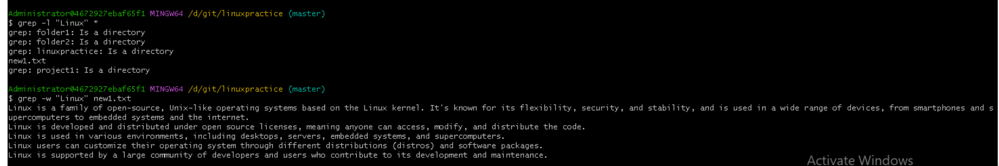 Administrator@4672927ebaf65f1 MINGW64 /d/git/linuxpractice (master)
$ grep -l "Linux" *
grep: folder1: Is a directory
grep: folder2: Is a directory
grep: linuxpractice: Is a directory
new1.txt
grep: project1: Is a directory
Administrator@4672927ebaf65f1 MINGW64 /d/git/linuxpractice (master)
$ grep -w "Linux" new1.txt
Linux is a family of open-source, Unix-like operating systems based on the Linux kernel. It's known for its flexibility, security, and stability, and is used in a wide range of devices, from smartphones and s
upercomputers to embedded systems and the internet.
Linux is developed and distributed under open source licenses, meaning anyone can access, modify, and distribute the code.
Linux is used in various environments, including desktops, servers, embedded systems, and supercomputers.
Linux users can customize their operating system through different distributions (distros) and software packages.
Linux is supported by a large community of developers and users who contribute to its development and maintenance.
Activate Windows